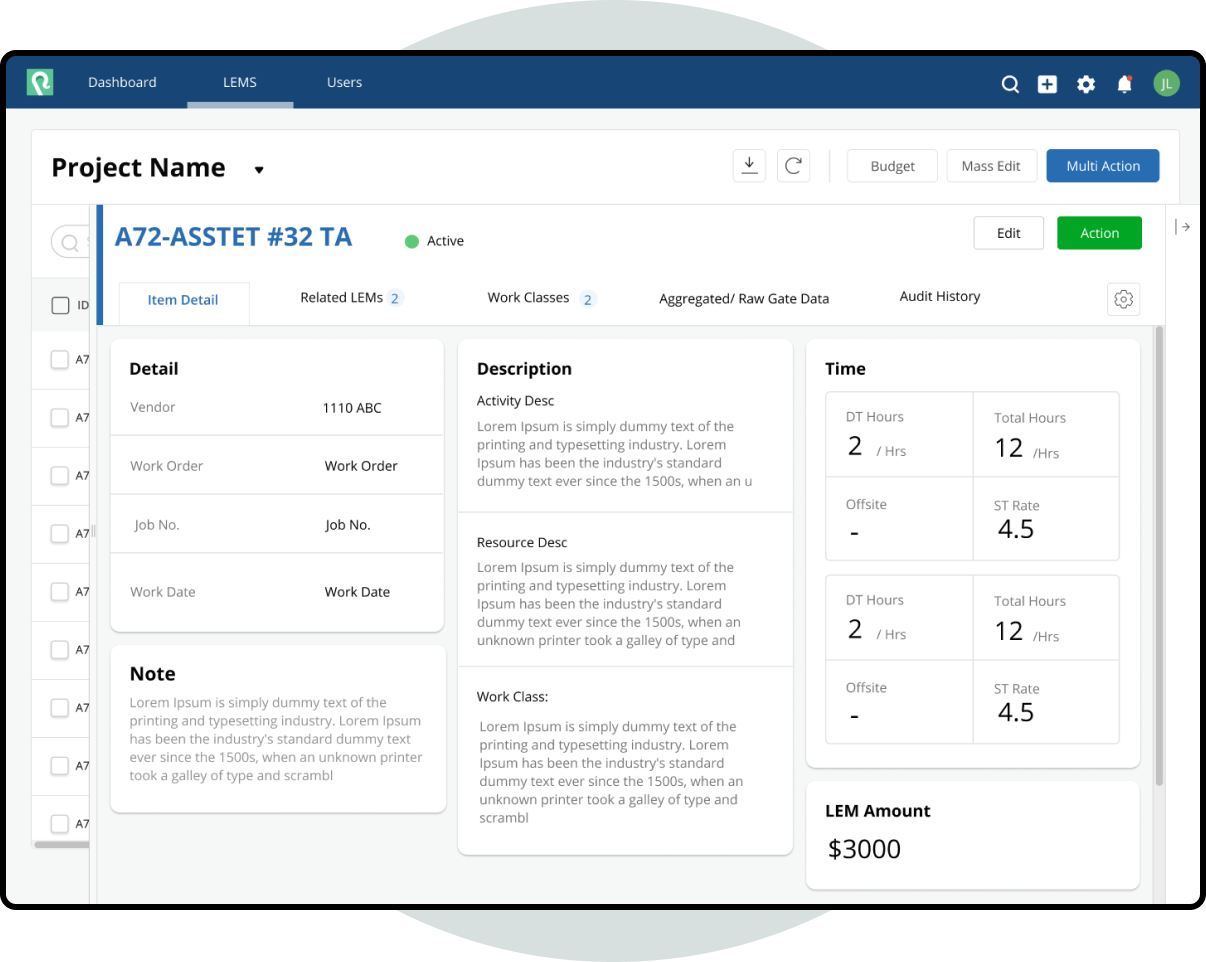 Dashboard
LEMS
Users
JL
Project Name
Budget
Mass Edit
Multi Action
A72-ASSTET #32 TA
Active
Edit
Action
ID
Item Detail
Related LEMs 2
Work Classes 2
Aggregated/ Raw Gate Data
Audit History
A7
A7
A7
A7
A7
A7
A7
A7
A7
Detail
Vendor
1110 ABC
Work Order
Work Order
Job No.
Job No.
Work Date
Work Date
Note
Lorem Ipsum is simply dummy text of the
printing and typesetting industry. Lorem Ipsum
has been the industry's standard dummy text
ever since the 1500s, when an unknown printer
took a galley of type and scrambl
Description
Activity Desc
Lorem Ipsum is simply dummy text of the
printing and typesetting industry. Lorem
Ipsum has been the industry's standard
dummy text ever since the 1500s, when an u
Resource Desc
Lorem Ipsum is simply dummy text of the
printing and typesetting industry. Lorem
Ipsum has been the industry's standard
dummy text ever since the 1500s, when an
unknown printer took a galley of type and
Work Class:
Lorem Ipsum is simply dummy text of the
printing and typesetting industry. Lorem
Ipsum has been the industry's standard
dummy text ever since the 1500s, when an
unknown printer took a galley of type and
scrambl
Time
DT Hours
2 / Hrs
Total Hours
12 /Hrs
Offsite
-
ST Rate
4.5
DT Hours
2 / Hrs
Total Hours
12 /Hrs
Offsite
-
ST Rate
4.5
LEM Amount
$3000